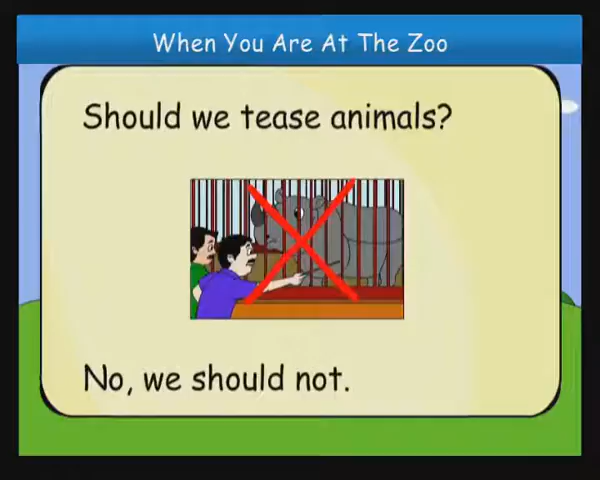 When You Are At The Zoo
Should we tease animals?
No, we should not.